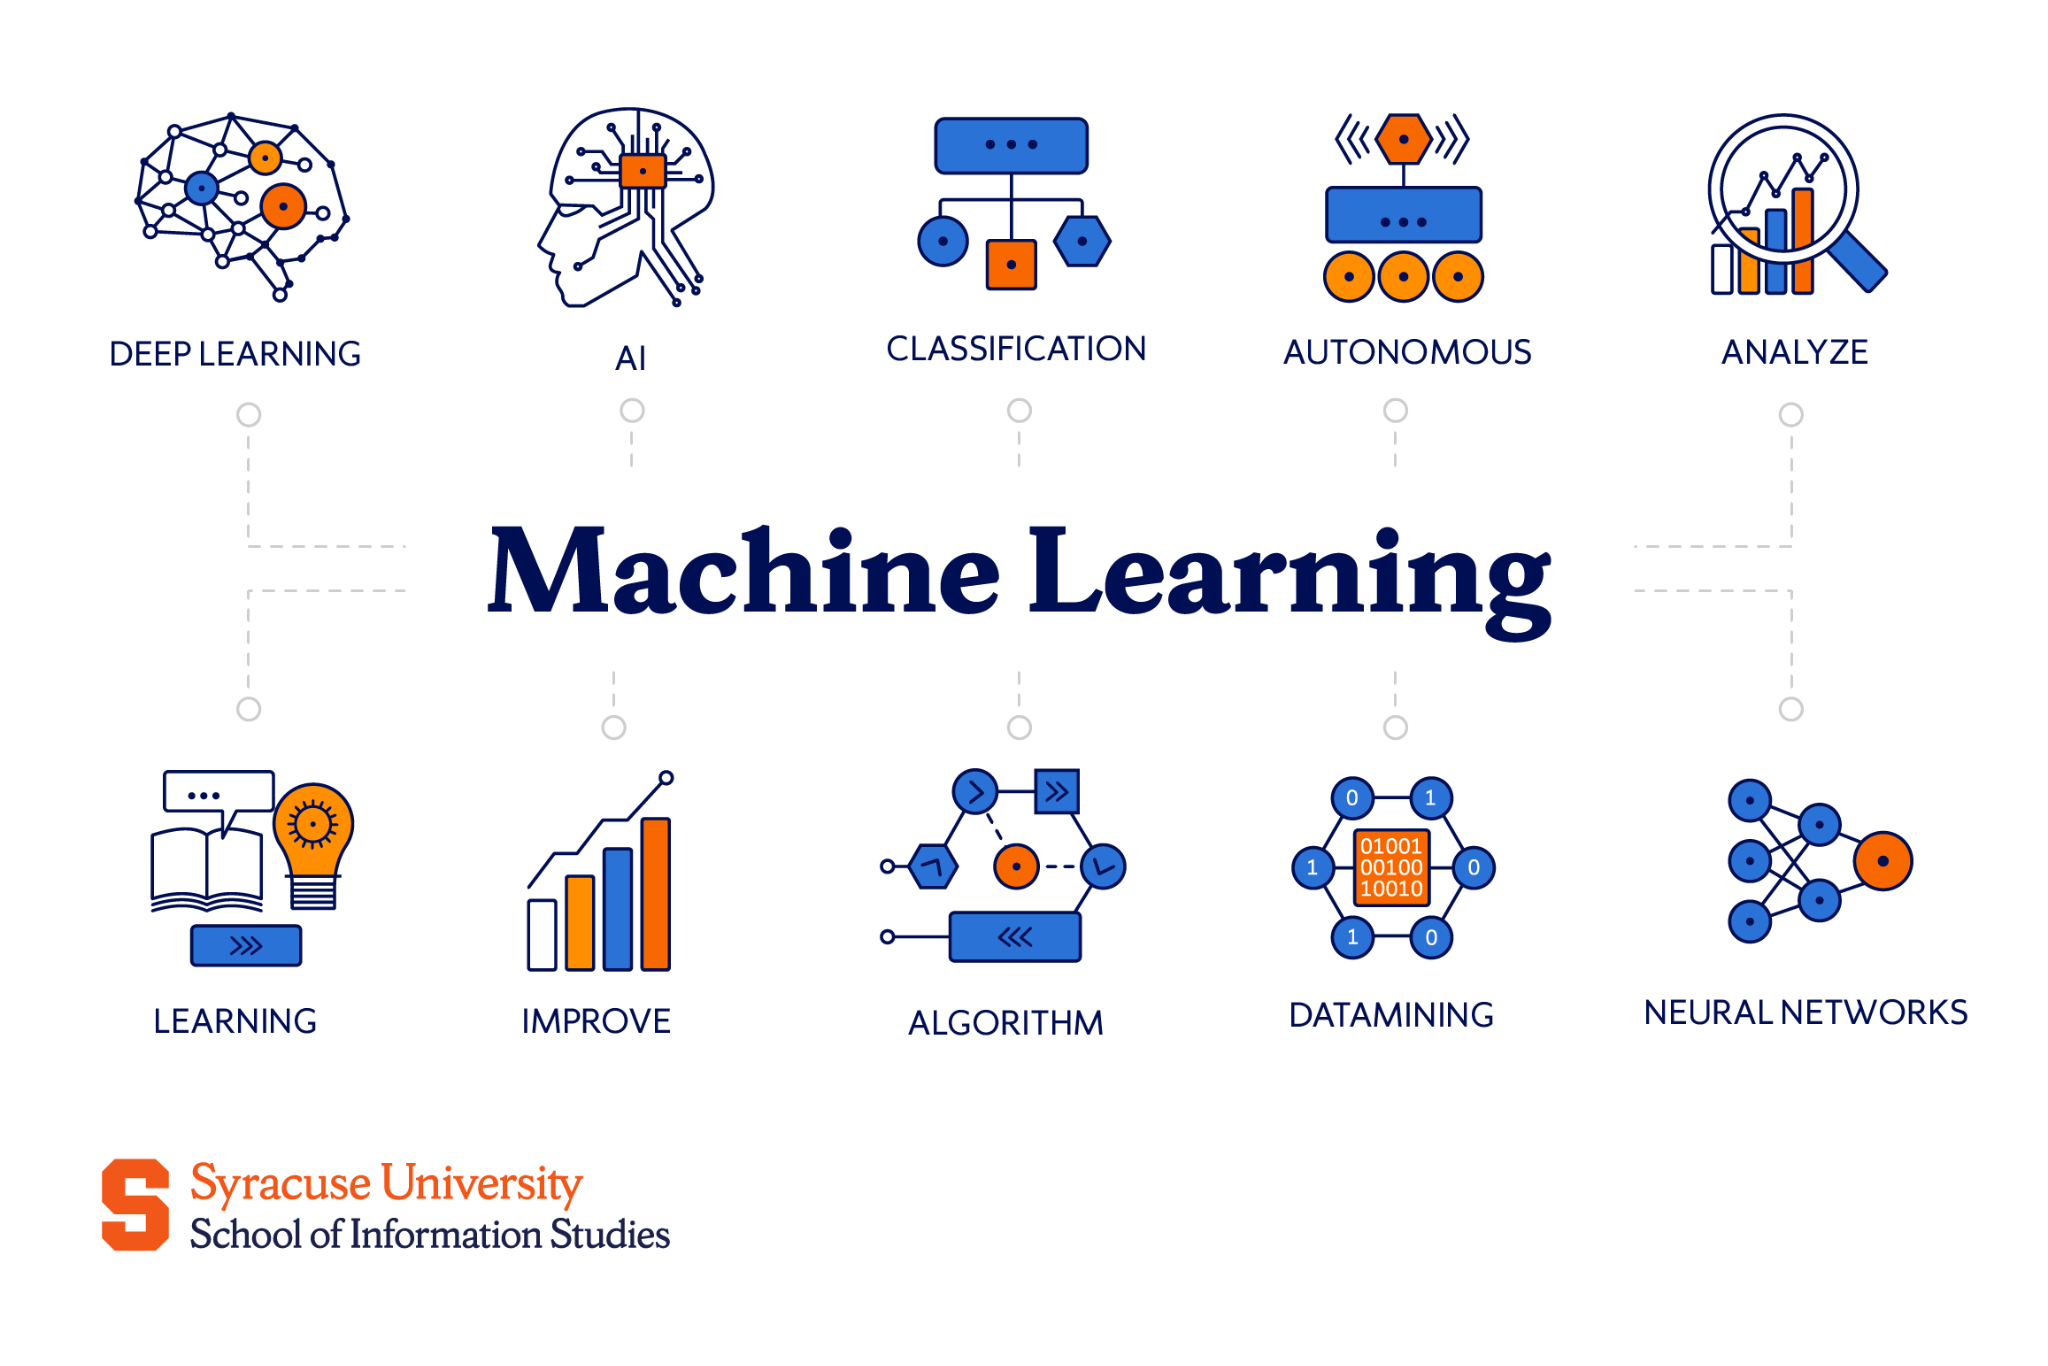 DEEP LEARNING
AI
CLASSIFICATION
AUTONOMOUS
ANALYZE
Machine Learning
LEARNING
IMPROVE
ALGORITHM
0 1
1 01001 0
00100
10010
1 0
DATAMINING
NEURAL NETWORKS
S
Syracuse University
School of Information Studies